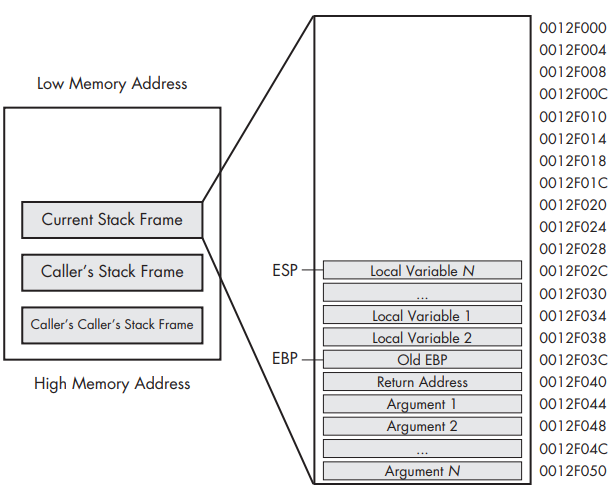 Low Memory Address
Current Stack Frame
Caller's Stack Frame
Caller's Caller's Stack Frame
High Memory Address
0012F000
0012F004
0012F008
0012F00C
0012F010
0012F014
0012F018
0012F01C
0012F020
0012F024
0012F028
ESP Local Variable N 0012F02C
... 0012F030
Local Variable 1 0012F034
Local Variable 2 0012F038
EBP Old EBP 0012F03C
Return Address 0012F040
Argument 1 0012F044
Argument 2 0012F048
... 0012F04C
Argument N 0012F050